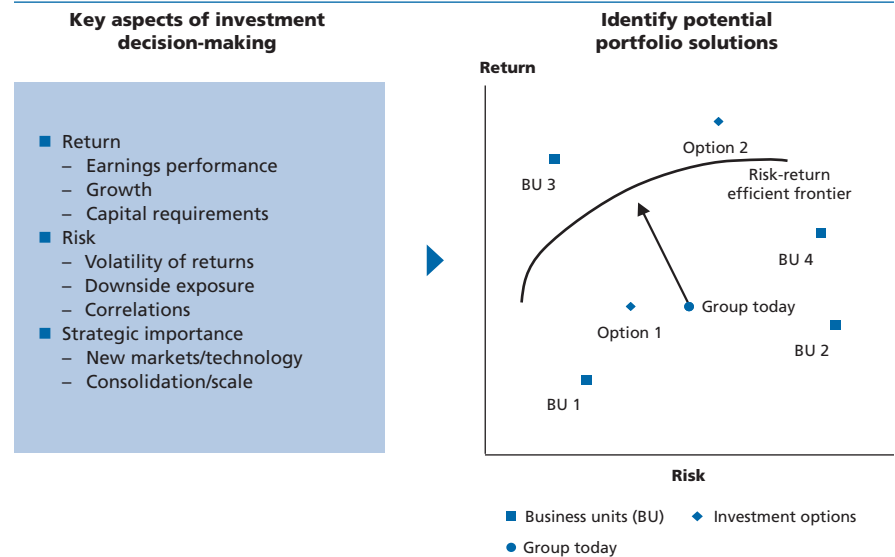 Key aspects of investment
decision-making
■ Return
– Earnings performance
– Growth
– Capital requirements
■ Risk
– Volatility of returns
– Downside exposure
– Correlations
■ Strategic importance
– New markets/technology
– Consolidation/scale
Identify potential
portfolio solutions
Return
Option 2
BU 3
Risk-return
efficient frontier
BU 4
Group today
Option 1
BU 2
BU 1
Risk
Business units (BU)
Investment options
Group today